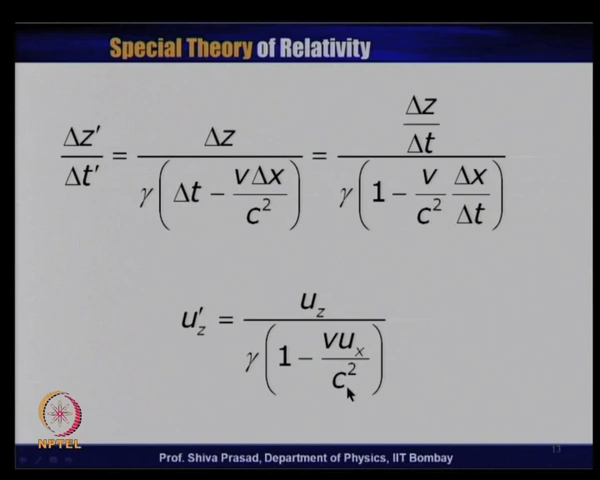 Special Theory of Relativity
Δz′/Δt′ = Δz / γ(Δt − vΔx/c²) = (Δz/Δt) / γ(1 − (v/c²)(Δx/Δt))
u′_z = u_z / γ(1 − vu_x/c²)
NPTEL
Prof. Shiva Prasad, Department of Physics, IIT Bombay
13